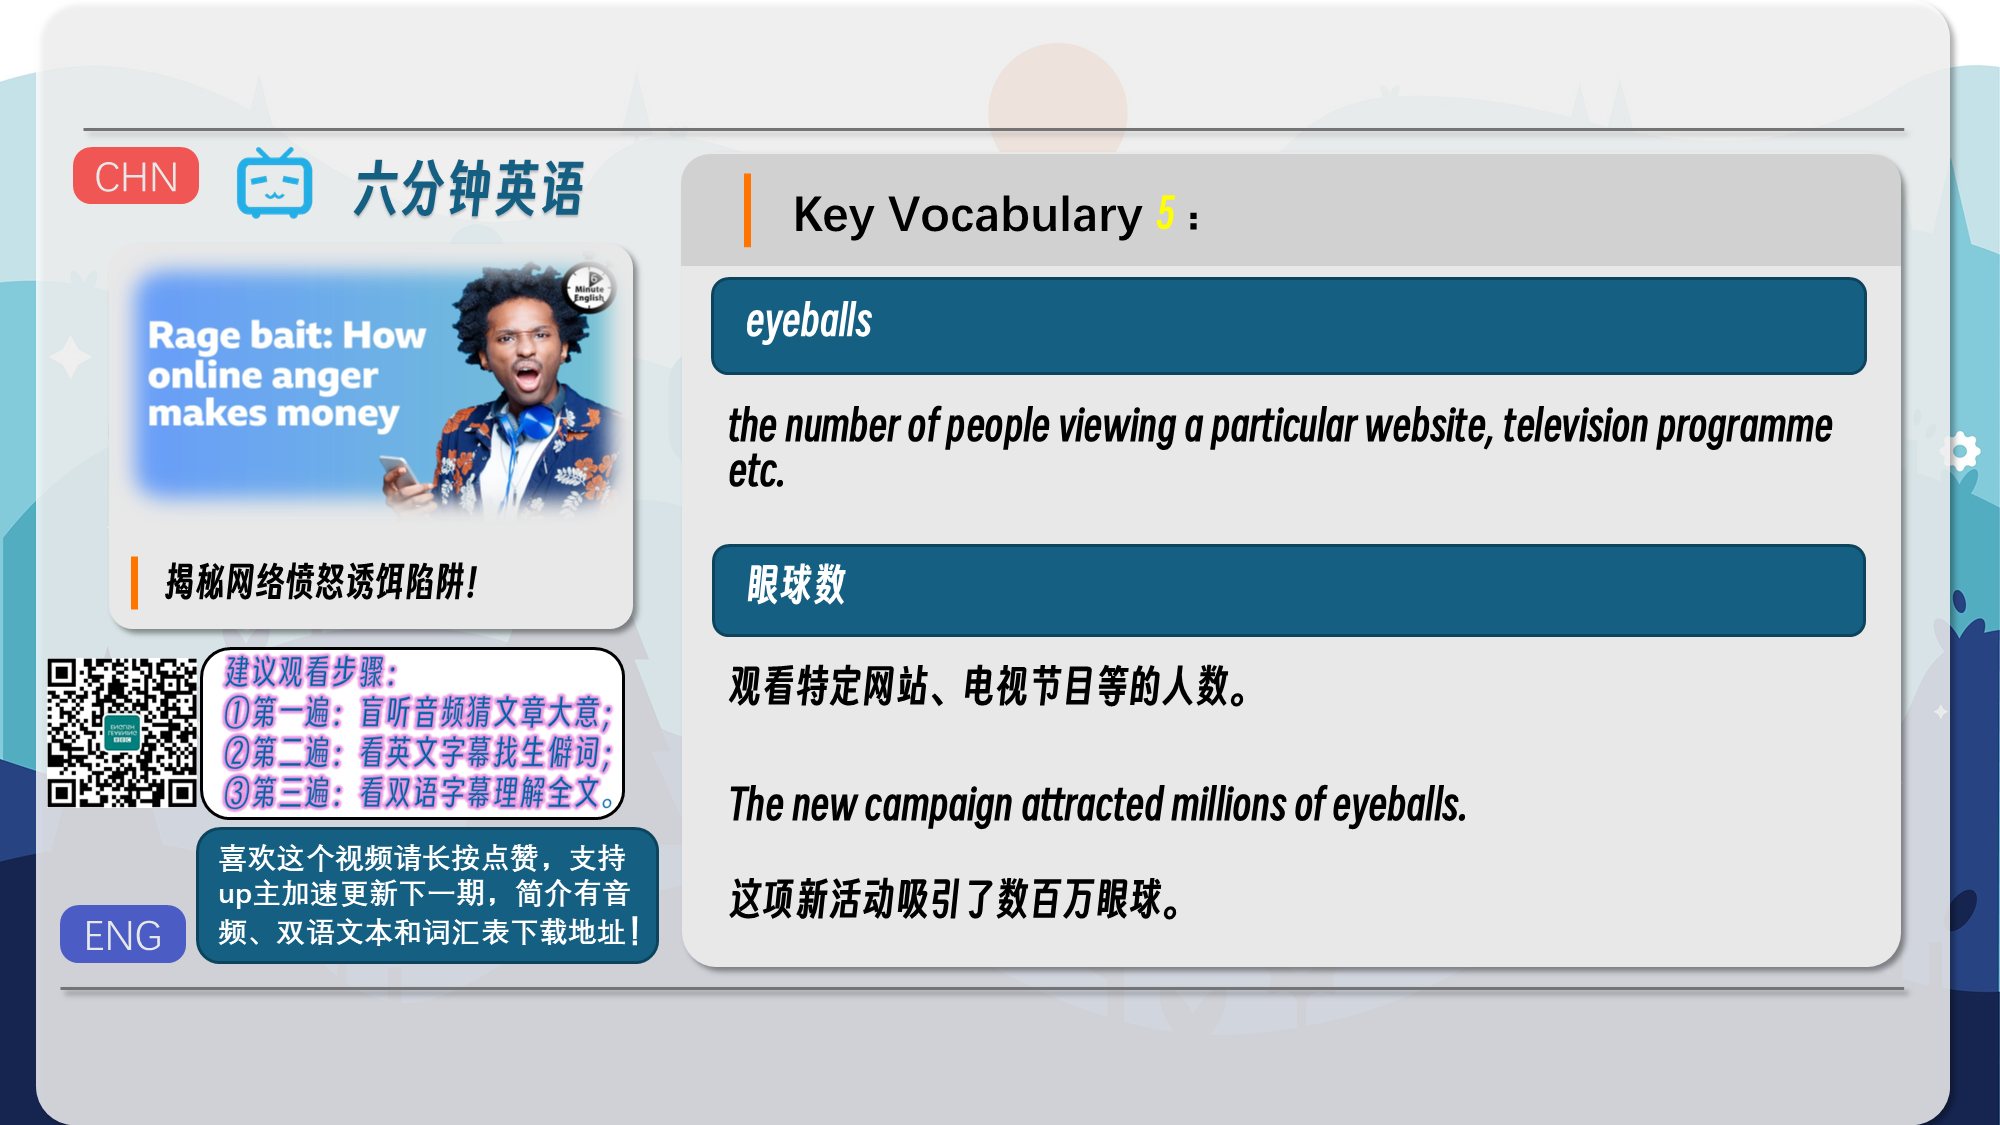 CHN
六分钟英语
6
Minute
English
Rage bait: How
online anger
makes money
揭秘网络愤怒诱饵陷阱！
建议观看步骤：
①第一遍：盲听音频猜文章大意；
②第二遍：看英文字幕找生僻词；
③第三遍：看双语字幕理解全文。
喜欢这个视频请长按点赞，支持
up主加速更新下一期，简介有音
频、双语文本和词汇表下载地址！
ENG
Key Vocabulary 5：
eyeballs
the number of people viewing a particular website, television programme
etc.
眼球数
观看特定网站、电视节目等的人数。
The new campaign attracted millions of eyeballs.
这项新活动吸引了数百万眼球。